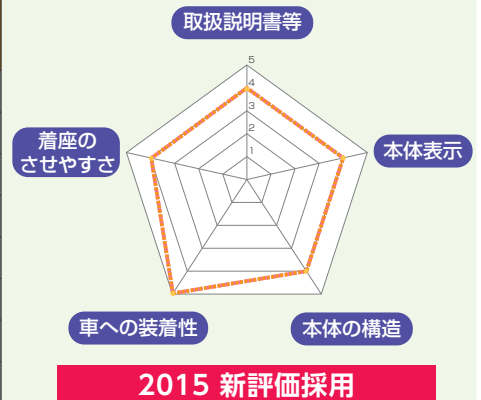 取扱説明書等
5
4
3
2
1
着座の
させやすさ
本体表示
車への装着性
本体の構造
2015 新評価採用